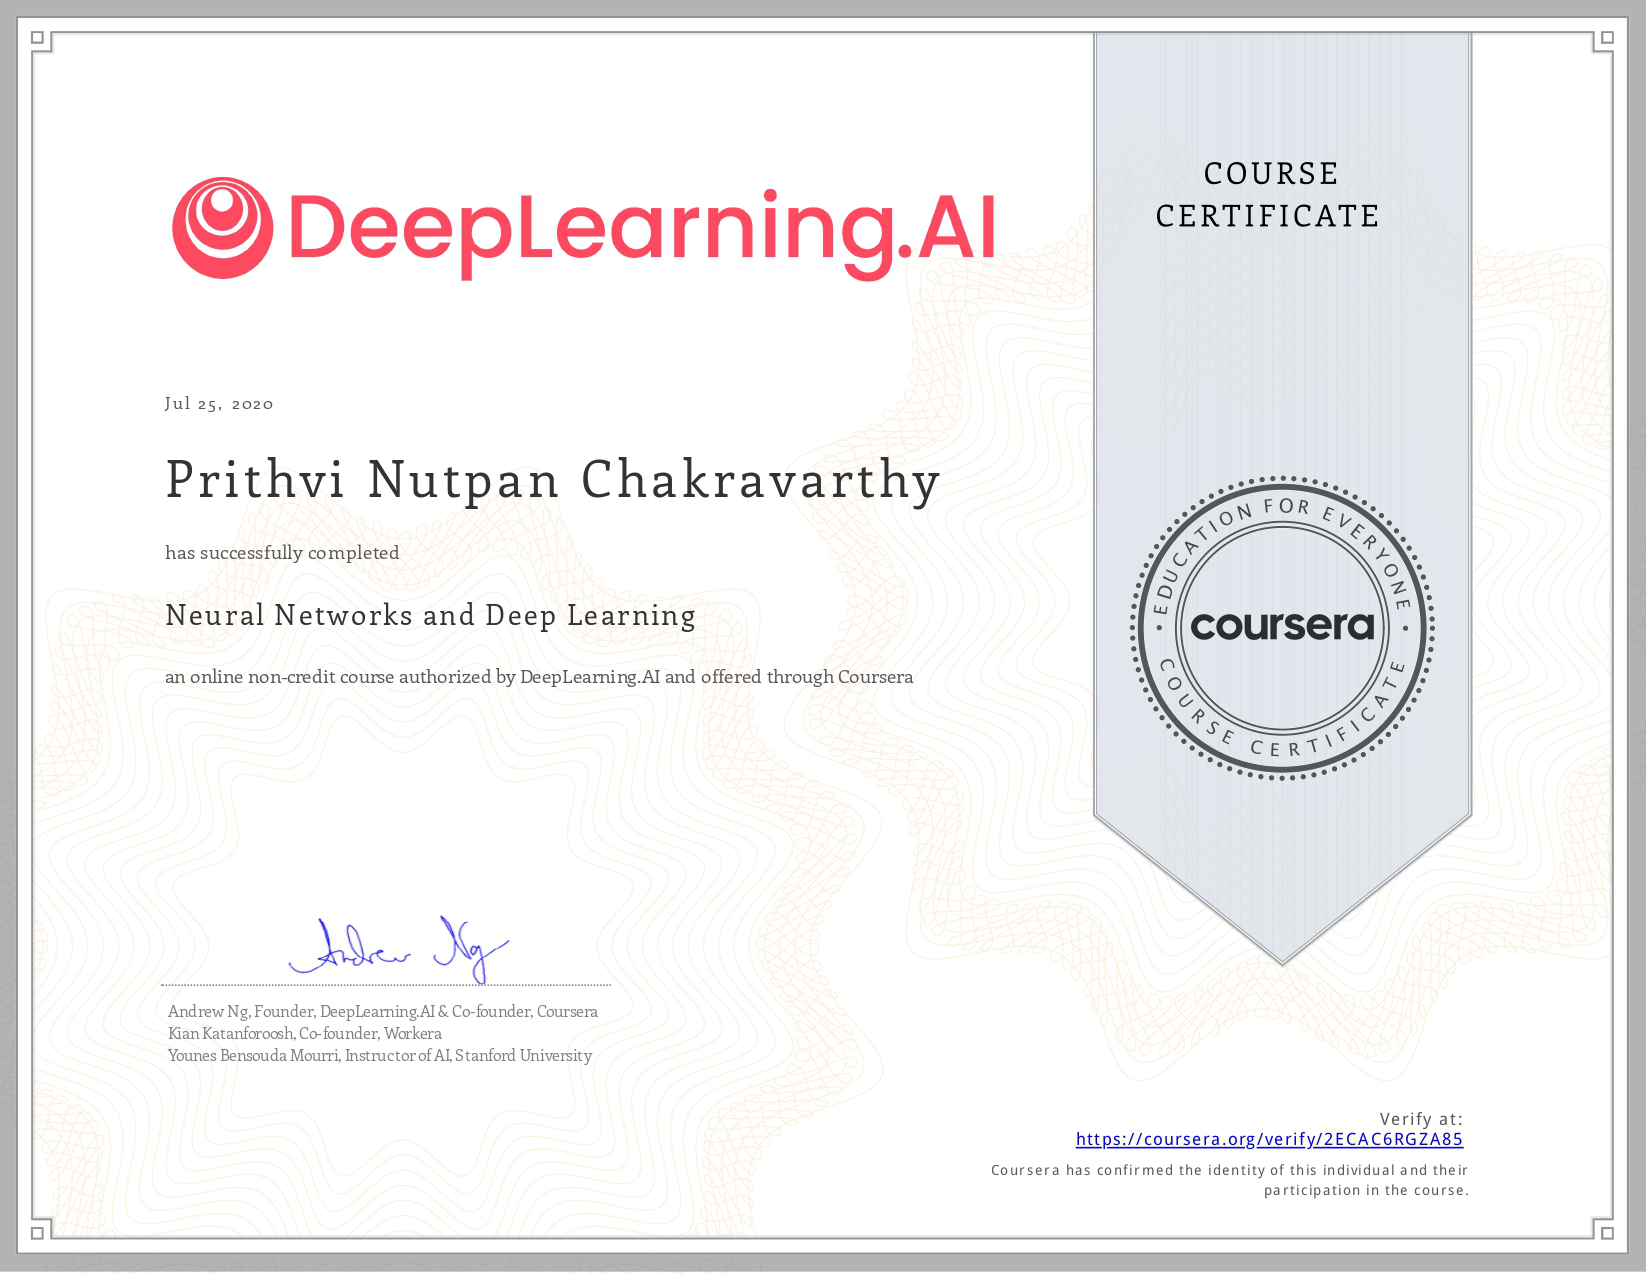 DeepLearning.AI
COURSE
CERTIFICATE
Jul 25, 2020
Prithvi Nutpan Chakravarthy
has successfully completed
Neural Networks and Deep Learning
an online non-credit course authorized by DeepLearning.AI and offered through Coursera
EDUCATION FOR EVERYONE
coursera
COURSE CERTIFICATE
Andrew Ng
Andrew Ng, Founder, DeepLearning.AI & Co-founder, Coursera
Kian Katanforoosh, Co-founder, Workera
Younes Bensouda Mourri, Instructor of AI, Stanford University
Verify at:
https://coursera.org/verify/2ECAC6RGZA85
Coursera has confirmed the identity of this individual and their
participation in the course.